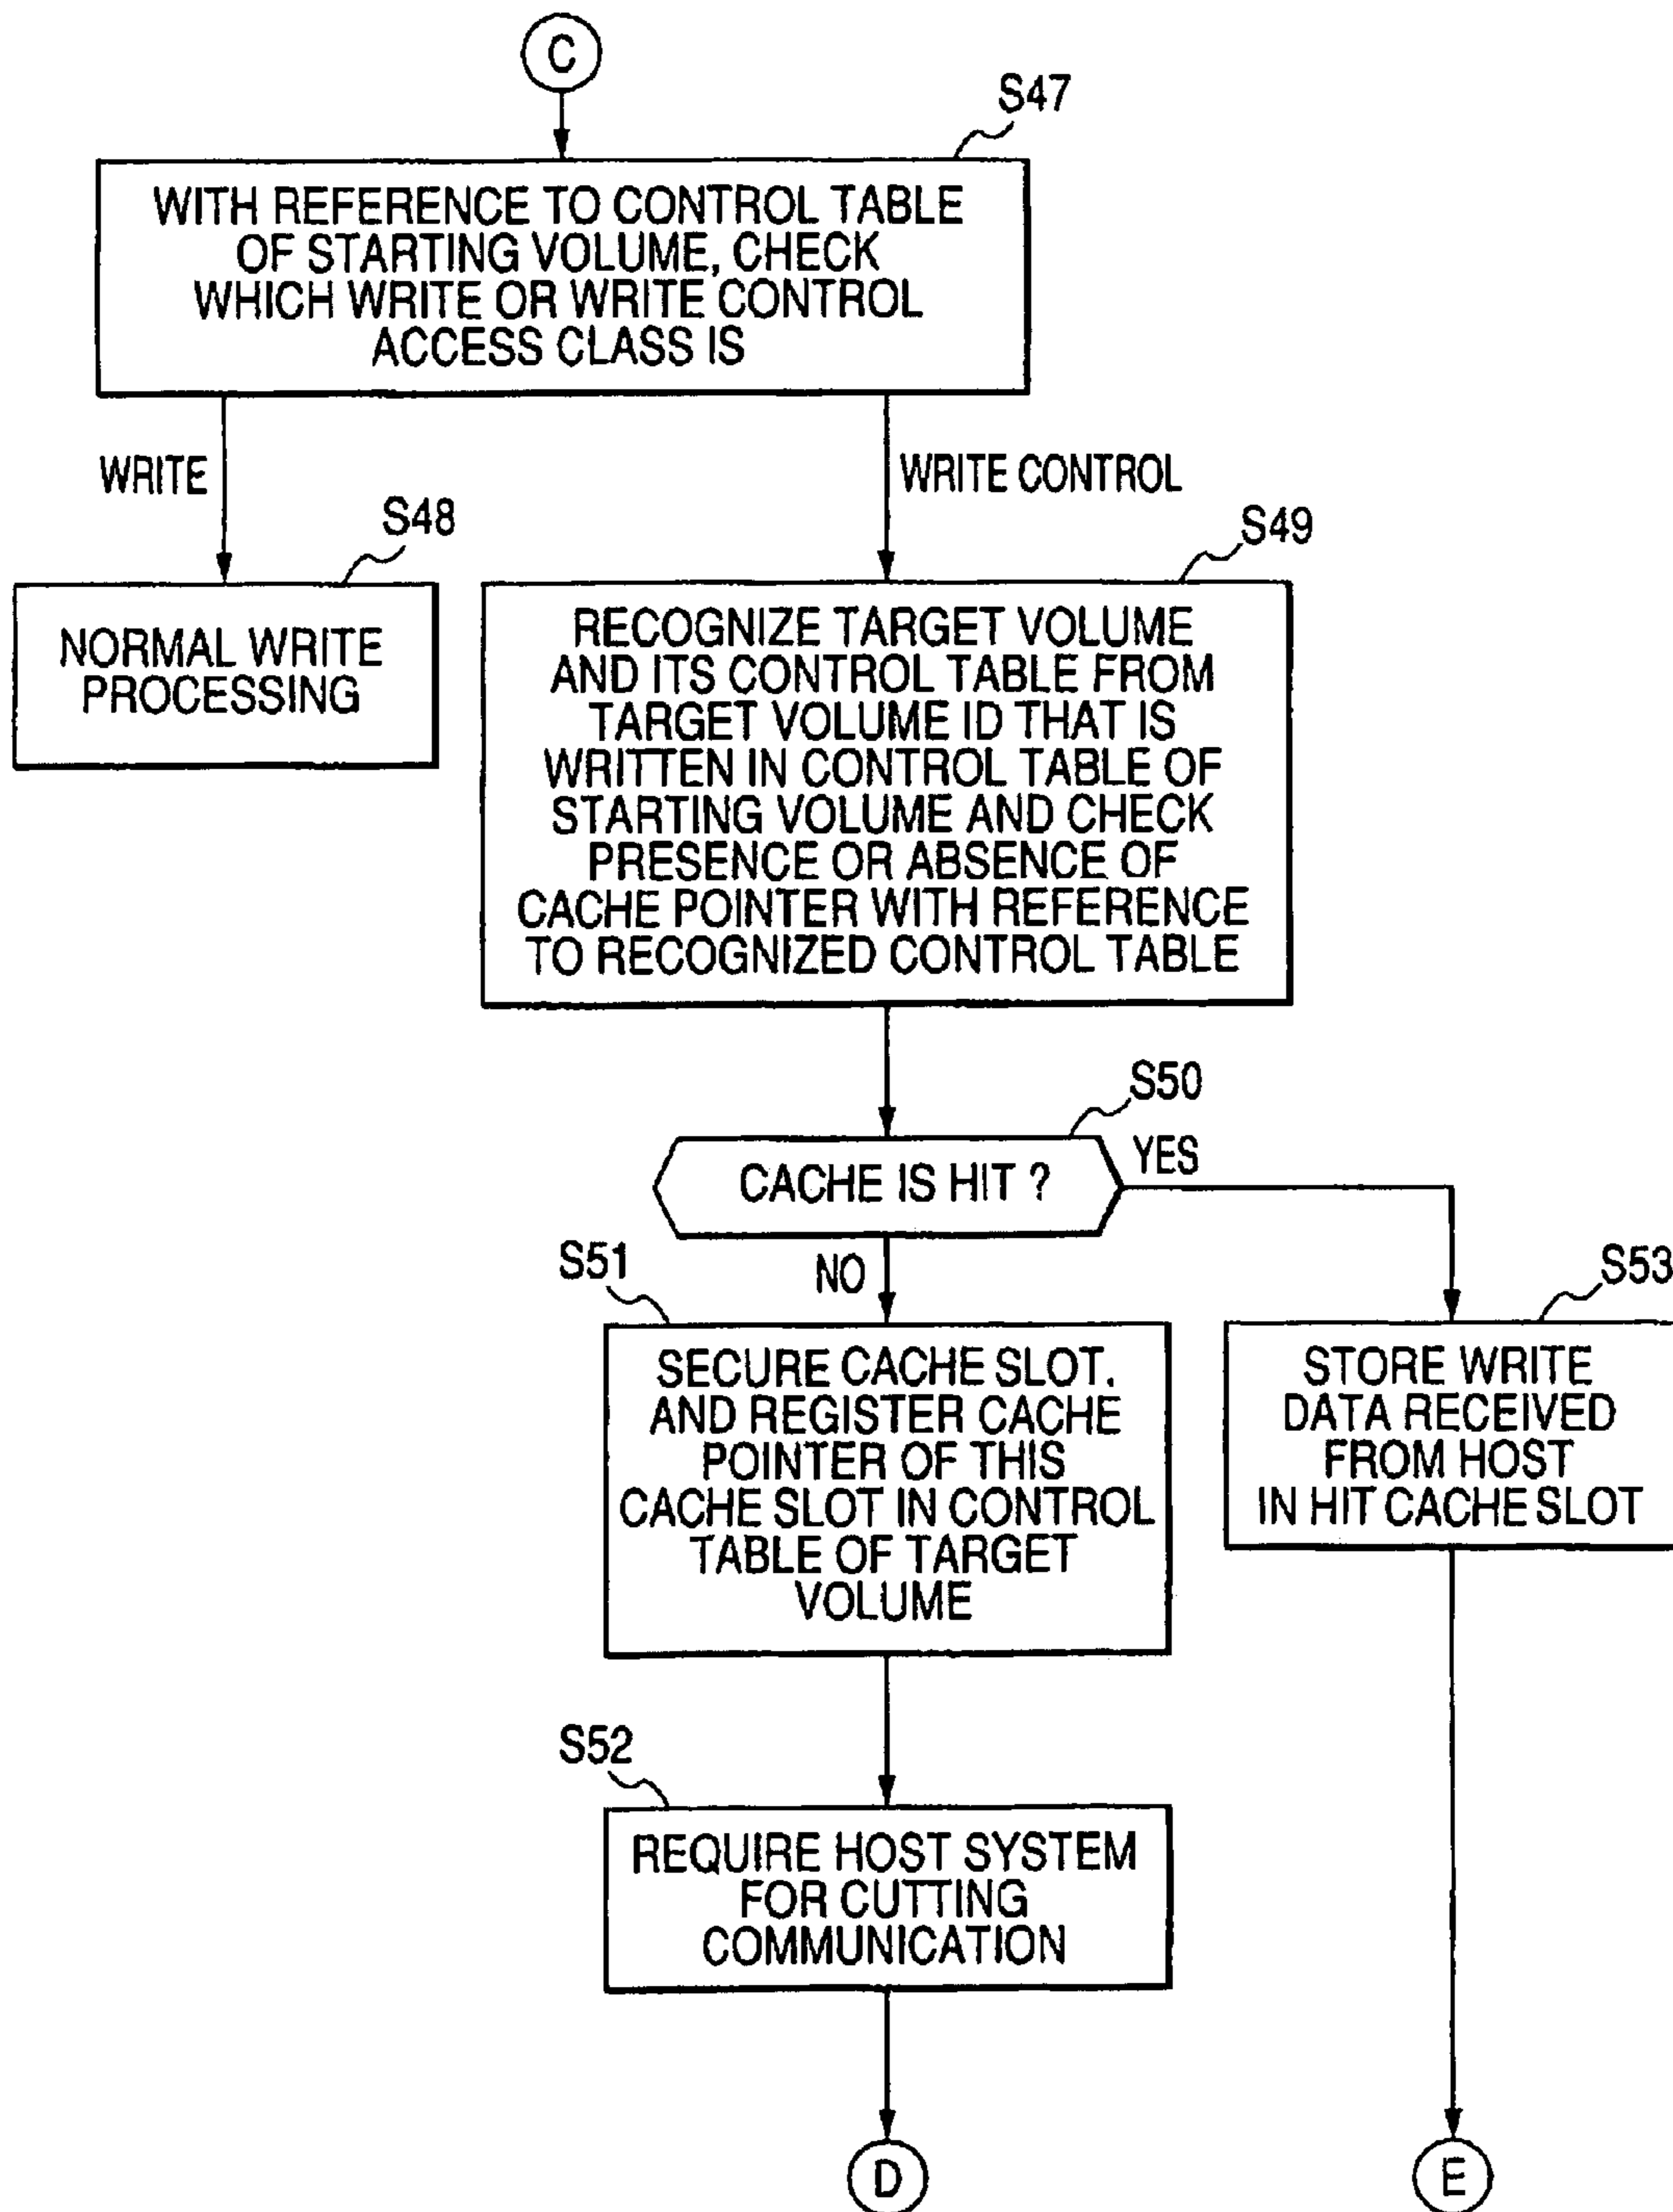 C
S47
WITH REFERENCE TO CONTROL TABLE
OF STARTING VOLUME, CHECK
WHICH WRITE OR WRITE CONTROL
ACCESS CLASS IS
WRITE
WRITE CONTROL
S48
NORMAL WRITE
PROCESSING
S49
RECOGNIZE TARGET VOLUME
AND ITS CONTROL TABLE FROM
TARGET VOLUME ID THAT IS
WRITTEN IN CONTROL TABLE OF
STARTING VOLUME AND CHECK
PRESENCE OR ABSENCE OF
CACHE POINTER WITH REFERENCE
TO RECOGNIZED CONTROL TABLE
S50
CACHE IS HIT ?
YES
NO
S51
SECURE CACHE SLOT.
AND REGISTER CACHE
POINTER OF THIS
CACHE SLOT IN CONTROL
TABLE OF TARGET
VOLUME
S53
STORE WRITE
DATA RECEIVED
FROM HOST
IN HIT CACHE SLOT
S52
REQUIRE HOST SYSTEM
FOR CUTTING
COMMUNICATION
D
E